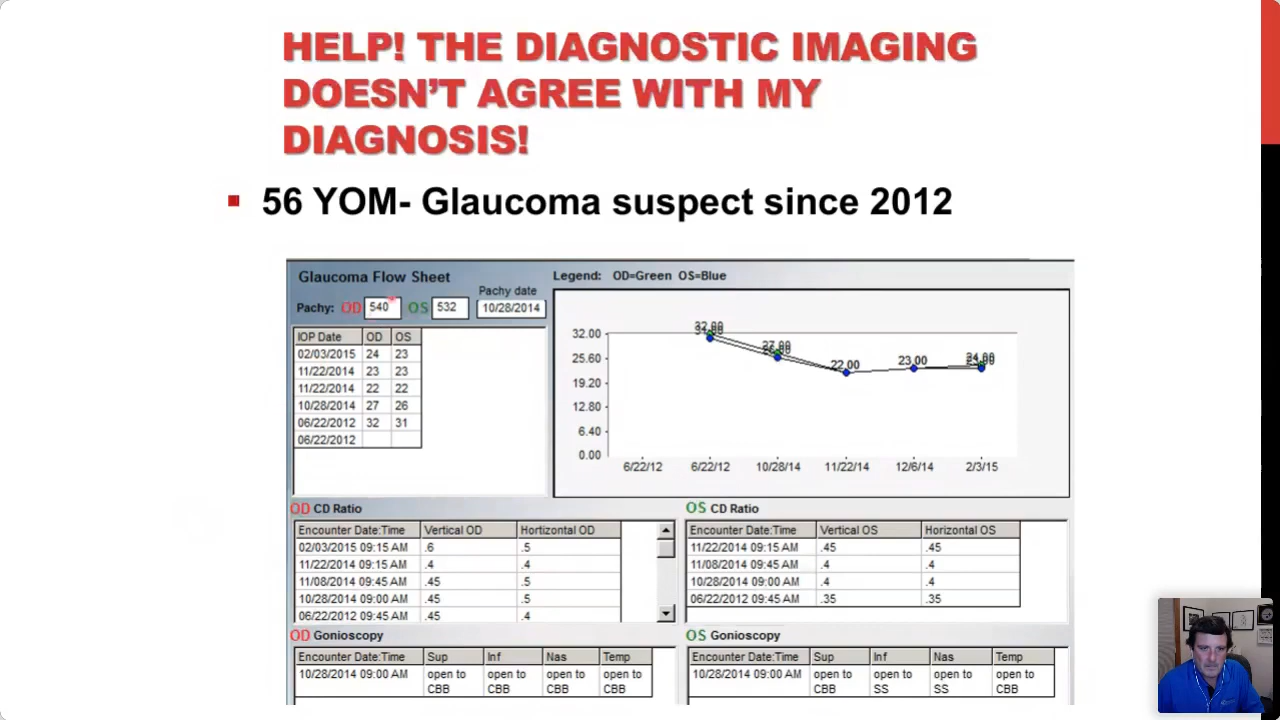 HELP! THE DIAGNOSTIC IMAGING
DOESN'T AGREE WITH MY
DIAGNOSIS!
56 YOM- Glaucoma suspect since 2012
Glaucoma Flow Sheet
Legend: OD=Green OS=Blue
Pachy date
Pachy: OD 540 OS 532 10/28/2014
IOP Date OD OS
02/03/2015 24 23
11/22/2014 23 23
11/22/2014 22 22
10/28/2014 27 26
06/22/2012 32 31
06/22/2012
32.00
25.60
19.20
12.80
6.40
0.00
32.00
27.00
22.00
23.00
24.00
6/22/12 6/22/12 10/28/14 11/22/14 12/6/14 2/3/15
OD CD Ratio
Encounter Date:Time Vertical OD Hortizontal OD
02/03/2015 09:15 AM .6 .5
11/22/2014 09:15 AM .4 .4
11/08/2014 09:45 AM .45 .5
10/28/2014 09:00 AM .45 .5
06/22/2012 09:45 AM .45 .4
OS CD Ratio
Encounter Date:Time Vertical OS Horizontal OS
11/22/2014 09:15 AM .45 .45
11/08/2014 09:45 AM .4 .4
10/28/2014 09:00 AM .4 .4
06/22/2012 09:45 AM .35 .35
OD Gonioscopy
Encounter Date:Time Sup Inf Nas Temp
10/28/2014 09:00 AM open to open to open to open to
CBB CBB CBB CBB
OS Gonioscopy
Encounter Date:Time Sup Inf Nas Temp
10/28/2014 09:00 AM open to open to open to open to
CBB SS SS CBB